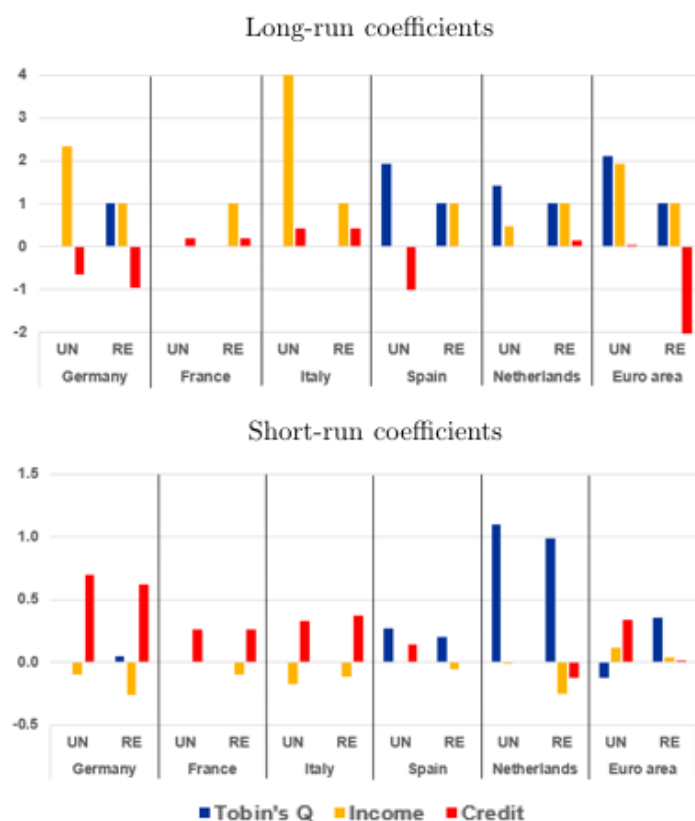 Long-run coefficients
4
3
2
1
0
-1
-2
UN RE UN RE UN RE UN RE UN RE UN RE
Germany France Italy Spain Netherlands Euro area
Short-run coefficients
1.5
1.0
0.5
0.0
-0.5
UN RE UN RE UN RE UN RE UN RE UN RE
Germany France Italy Spain Netherlands Euro area
Tobin's Q Income Credit